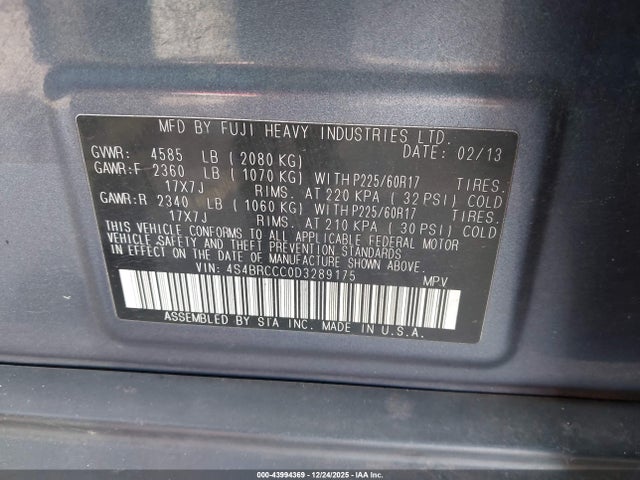 MFD BY FUJI HEAVY INDUSTRIES LTD.
GVWR: 4585 LB (2080 KG) DATE: 02/13
GAWR:F 2360 LB (1070 KG) WITH P225/60R17 TIRES.
17X7J RIMS. AT 220 KPA (32 PSI) COLD
GAWR:R 2340 LB (1060 KG) WITH P225/60R17 TIRES.
17X7J RIMS. AT 210 KPA (30 PSI) COLD
THIS VEHICLE CONFORMS TO ALL APPLICABLE FEDERAL MOTOR
VEHICLE SAFETY AND THEFT PREVENTION STANDARDS
IN EFFECT ON THE DATE OF MANUFACTURE SHOWN ABOVE.
VIN: 4S4BRCCC0D3289175 MPV
ASSEMBLED BY SIA INC. MADE IN U.S.A.
000-43994369 - 12/24/2025 - IAA Inc.